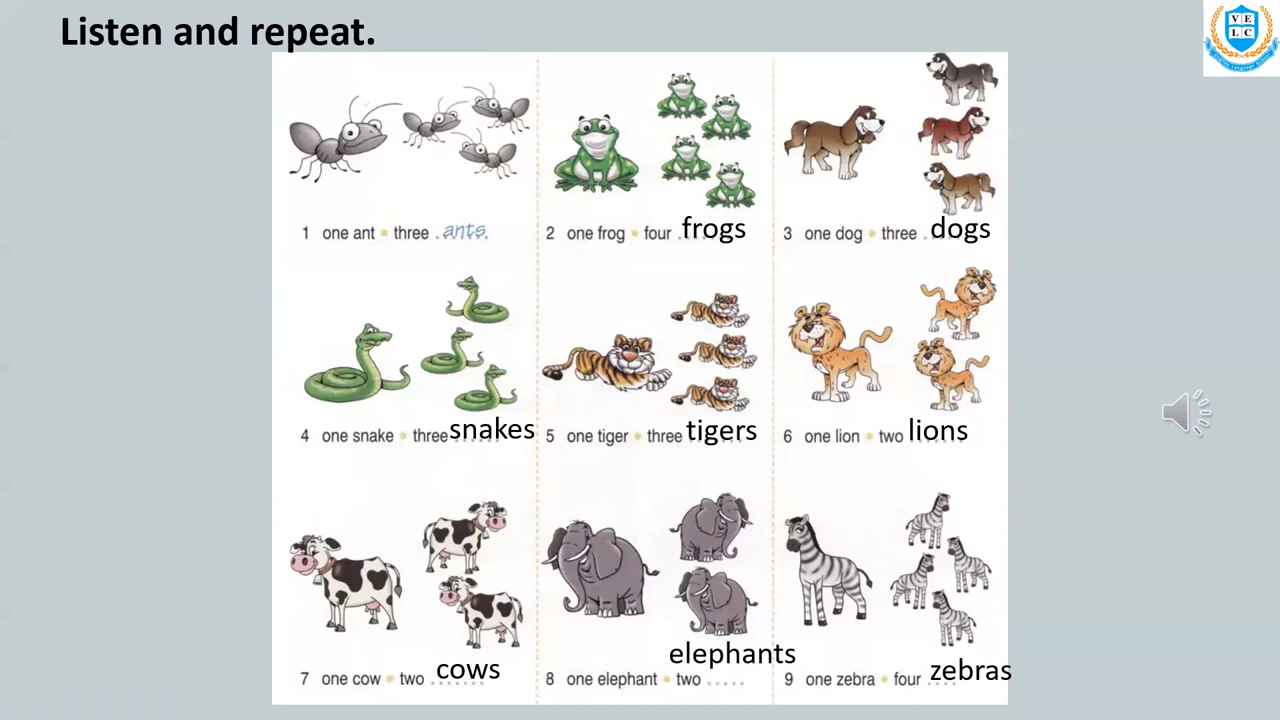 Listen and repeat.
V E
L C
1 one ant • three .ants.
2 one frog • four frogs
3 one dog • three dogs
4 one snake • three snakes
5 one tiger • three tigers
6 one lion • two lions
7 one cow • two cows
8 one elephant • two elephants
9 one zebra • four zebras